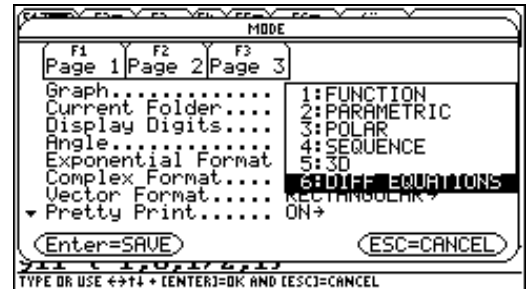 MODE
F1 F2 F3
Page 1 Page 2 Page 3
Graph.............
Current Folder....
Display Digits....
Angle.............
Exponential Format
Complex Format....
Vector Format..... RECTANGULAR→
Pretty Print...... ON→
1:FUNCTION
2:PARAMETRIC
3:POLAR
4:SEQUENCE
5:3D
6:DIFF EQUATIONS
Enter=SAVE ESC=CANCEL
TYPE OR USE ←→↑↓ + [ENTER]=OK AND [ESC]=CANCEL